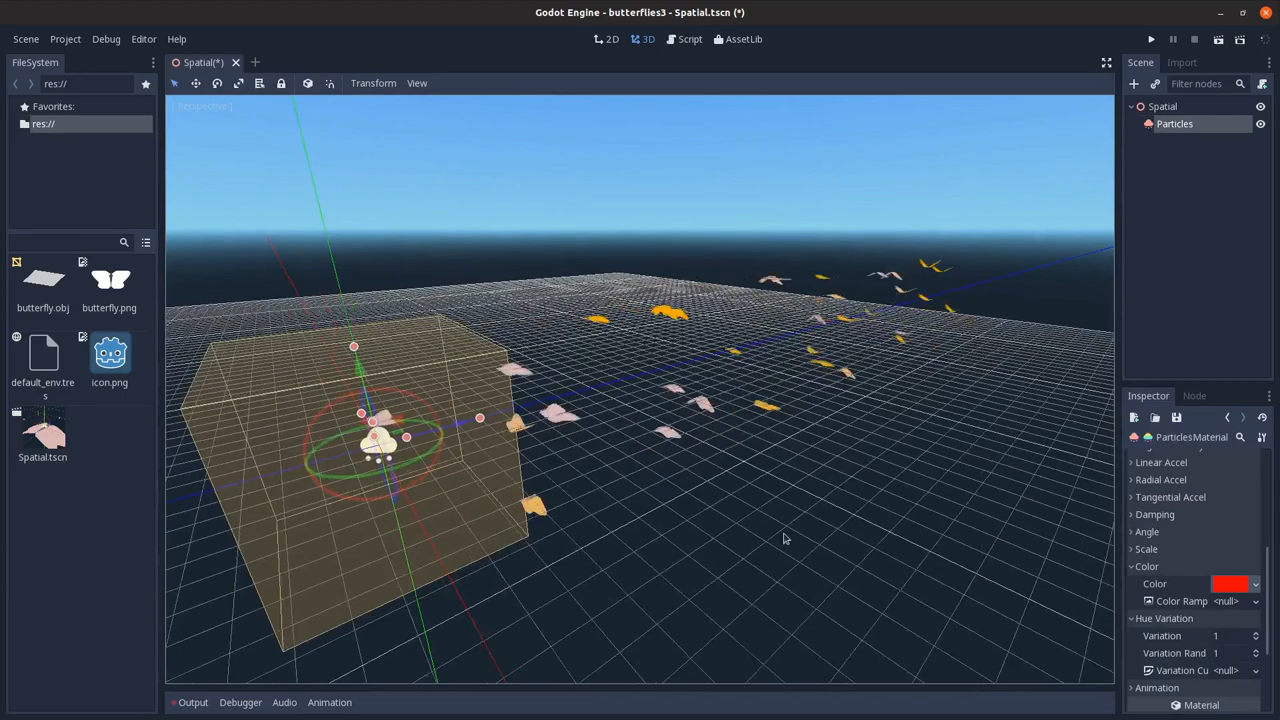 Godot Engine - butterflies3 - Spatial.tscn (*)
Scene Project Debug Editor Help
2D 3D Script AssetLib
FileSystem
Spatial(*)
Scene Import
res://
Transform View
Filter nodes
[ Perspective ]
Favorites:
res://
Spatial
Particles
butterfly.obj
butterfly.png
default_env.tre
s
icon.png
Spatial.tscn
Inspector Node
ParticlesMaterial
Linear Accel
Radial Accel
Tangential Accel
Damping
Angle
Scale
Color
Color
Color Ramp <null>
Hue Variation
Variation 1
Variation Rand 1
Variation Cu <null>
Animation
Material
Output Debugger Audio Animation